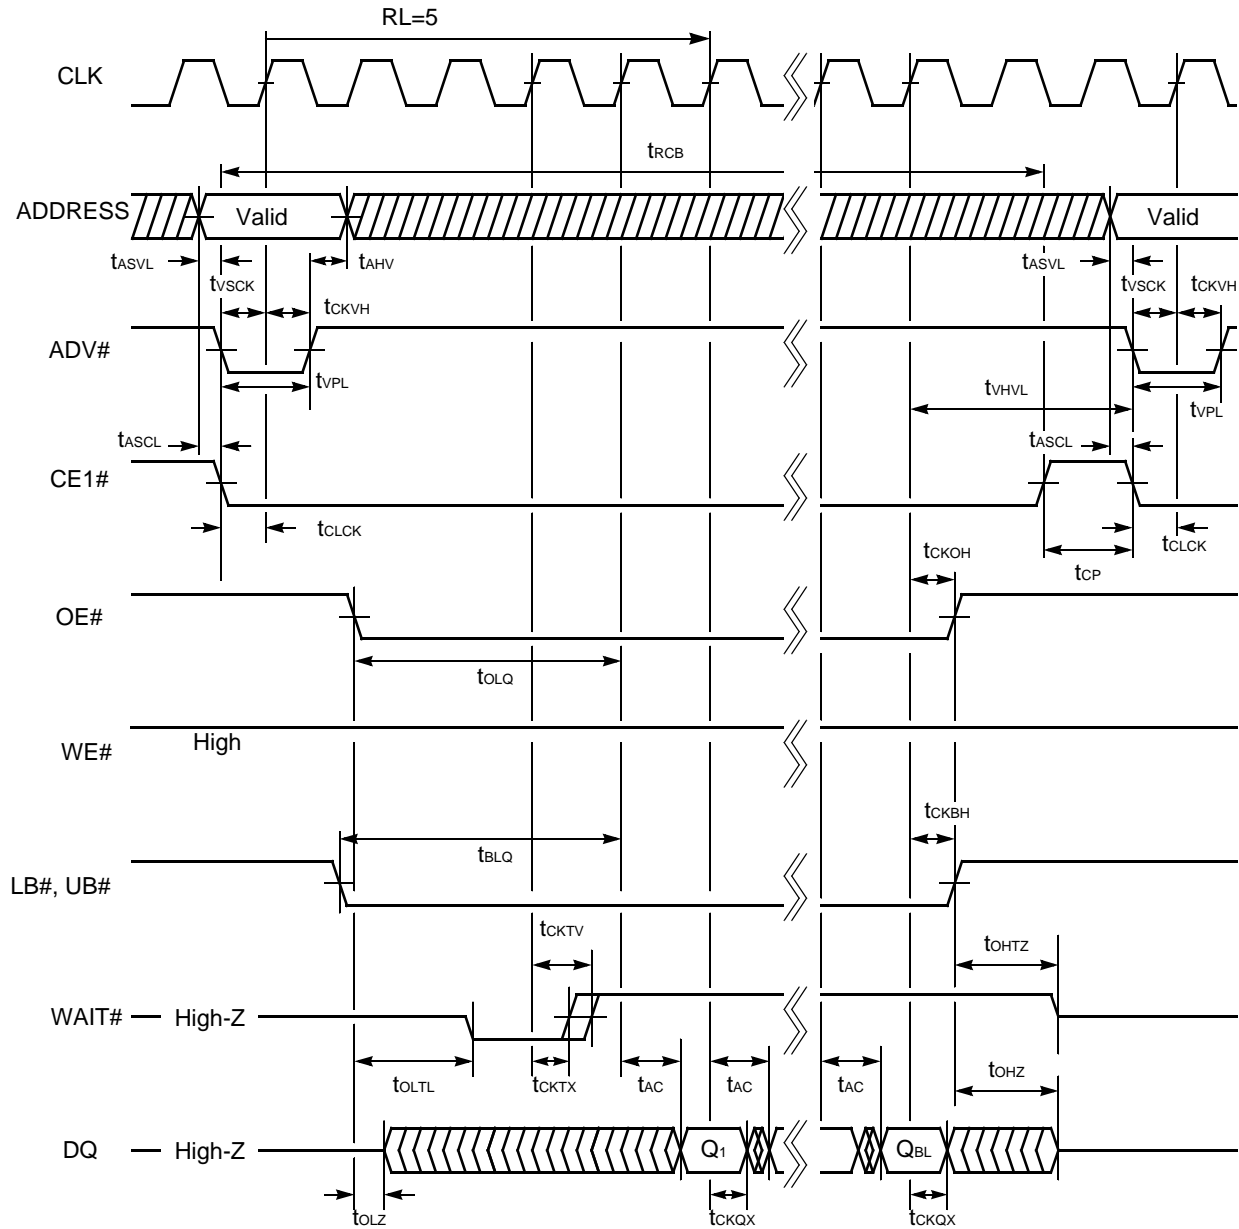 RL=5
CLK
tRCB
ADDRESS Valid Valid
tASVL tAHV tASVL
tVSCK tVSCK tCKVH
tCKVH
ADV#
tVPL
tVHVL tVPL
tASCL tASCL
CE1#
tCLCK tCKOH tCLCK
tCP
OE#
tOLQ
High
WE#
tCKBH
tBLQ
LB#, UB#
tCKTV tOHTZ
WAIT# High-Z
tOLTL tCKTX tAC tAC tAC tOHZ
DQ High-Z Q1 QBL
tOLZ tCKQX tCKQX